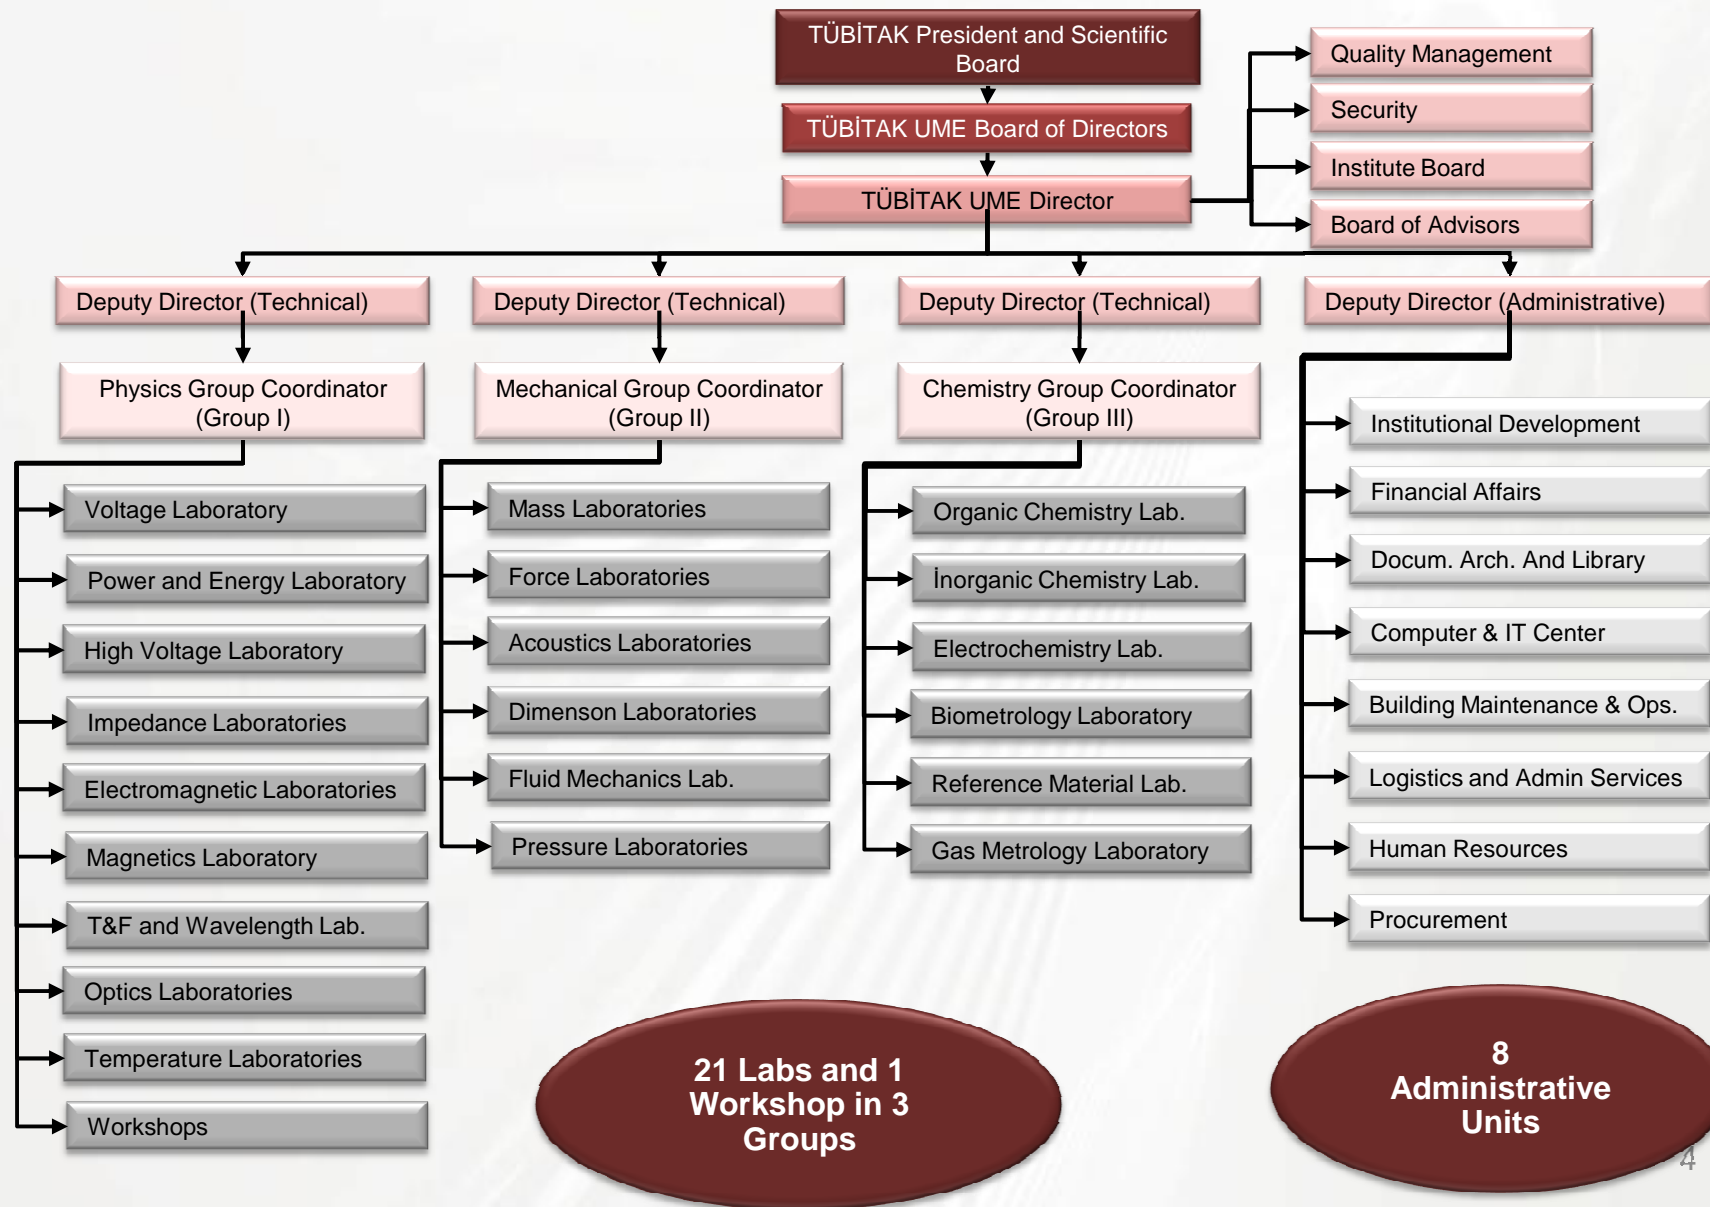 TÜBİTAK President and Scientific
Board
TÜBİTAK UME Board of Directors
TÜBİTAK UME Director
Quality Management
Security
Institute Board
Board of Advisors
Deputy Director (Technical)
Deputy Director (Technical)
Deputy Director (Technical)
Deputy Director (Administrative)
Physics Group Coordinator
(Group I)
Mechanical Group Coordinator
(Group II)
Chemistry Group Coordinator
(Group III)
Voltage Laboratory
Power and Energy Laboratory
High Voltage Laboratory
Impedance Laboratories
Electromagnetic Laboratories
Magnetics Laboratory
T&F and Wavelength Lab.
Optics Laboratories
Temperature Laboratories
Workshops
Mass Laboratories
Force Laboratories
Acoustics Laboratories
Dimenson Laboratories
Fluid Mechanics Lab.
Pressure Laboratories
Organic Chemistry Lab.
İnorganic Chemistry Lab.
Electrochemistry Lab.
Biometrology Laboratory
Reference Material Lab.
Gas Metrology Laboratory
Institutional Development
Financial Affairs
Docum. Arch. And Library
Computer & IT Center
Building Maintenance & Ops.
Logistics and Admin Services
Human Resources
Procurement
21 Labs and 1
Workshop in 3
Groups
8
Administrative
Units
4